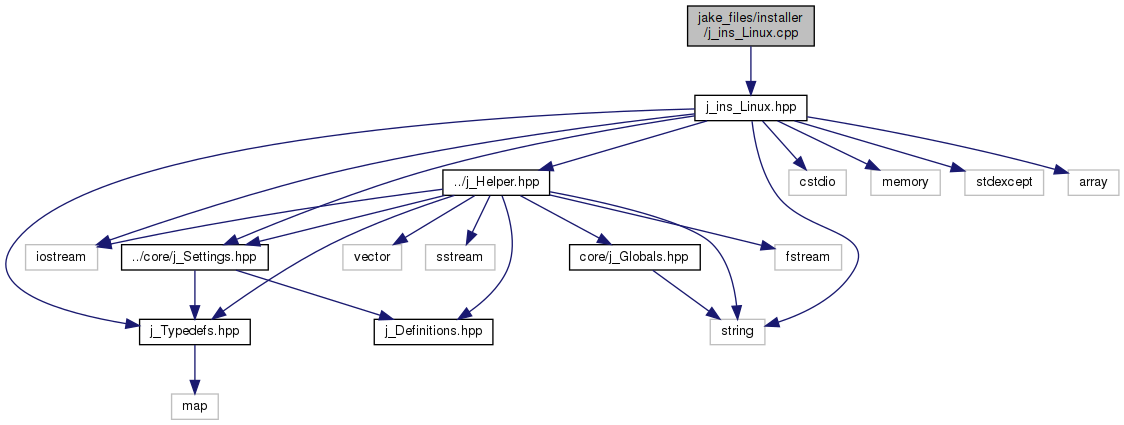 jake_files/installer
/j_ins_Linux.cpp
j_ins_Linux.hpp
../j_Helper.hpp
cstdio
memory
stdexcept
array
iostream
../core/j_Settings.hpp
vector
sstream
core/j_Globals.hpp
fstream
j_Typedefs.hpp
j_Definitions.hpp
string
map